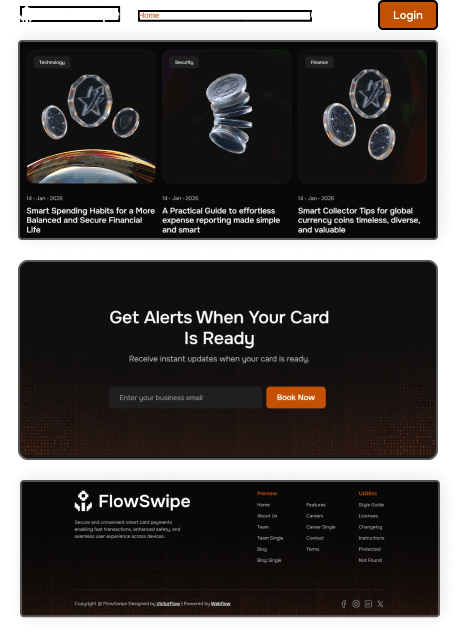 Home
Login
Technology
Security
Finance
14 - Jan - 2026
14 - Jan - 2026
14 - Jan - 2026
Smart Spending Habits for a More
Balanced and Secure Financial
Life
A Practical Guide to effortless
expense reporting made simple
and smart
Smart Collector Tips for global
currency coins timeless, diverse,
and valuable
Get Alerts When Your Card
Is Ready
Receive instant updates when your card is ready.
Enter your business email
Book Now
FlowSwipe
Secure and convenient smart card payments
enabling fast transactions, enhanced safety, and
seamless user experience across devices.
Preview
Home
About Us
Team
Team Single
Blog
Blog Single
Features
Careers
Career Single
Contact
Terms
Utilities
Style Guide
Licenses
Changelog
Instructions
Protected
Not Found
Copyright © FlowSwipe Designed by VictorFlow | Powered by Webflow